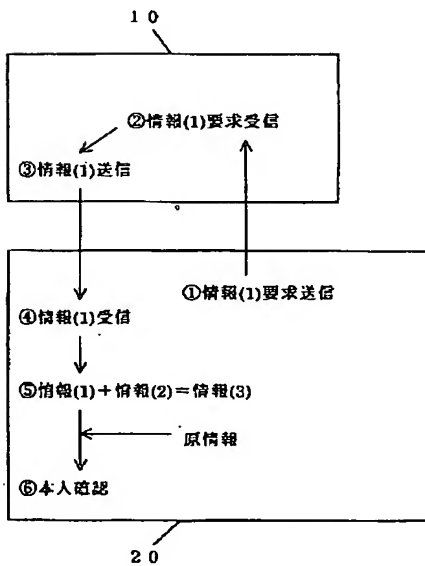 10
②情報(1)要求受信
③情報(1)送信
①情報(1)要求送信
④情報(1)受信
⑤情報(1)+情報(2)=情報(3)
原情報
⑥本人確認
20